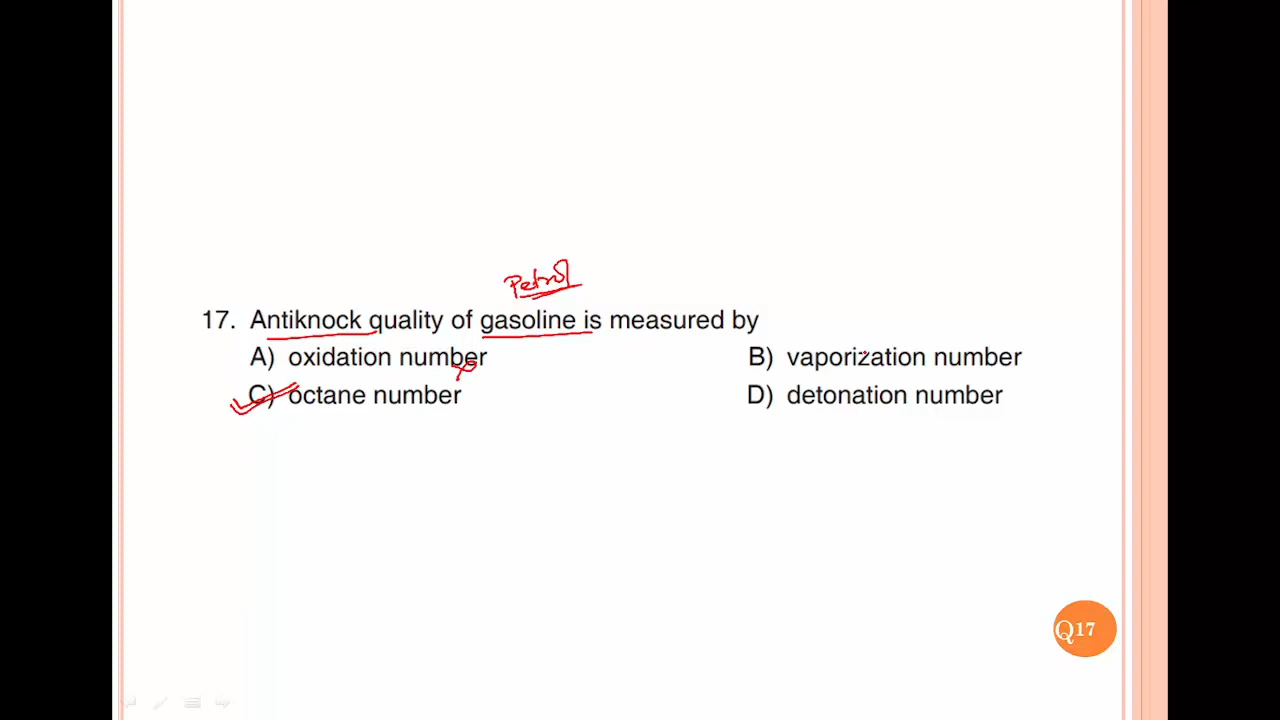 Petrol
17. Antiknock quality of gasoline is measured by
A) oxidation number B) vaporization number
C) octane number D) detonation number
Q17